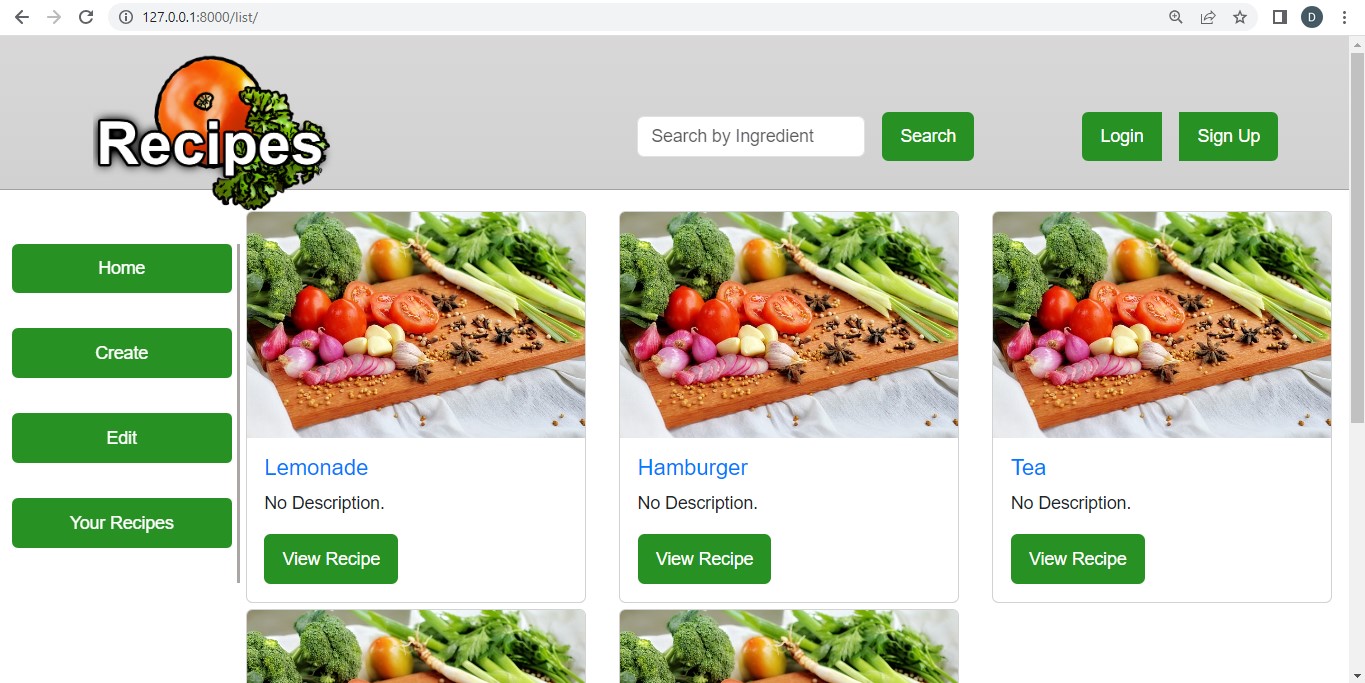 127.0.0.1:8000/list/
D
Recipes
Search by Ingredient
Search
Login
Sign Up
Home
Create
Edit
Your Recipes
Lemonade
No Description.
View Recipe
Hamburger
No Description.
View Recipe
Tea
No Description.
View Recipe